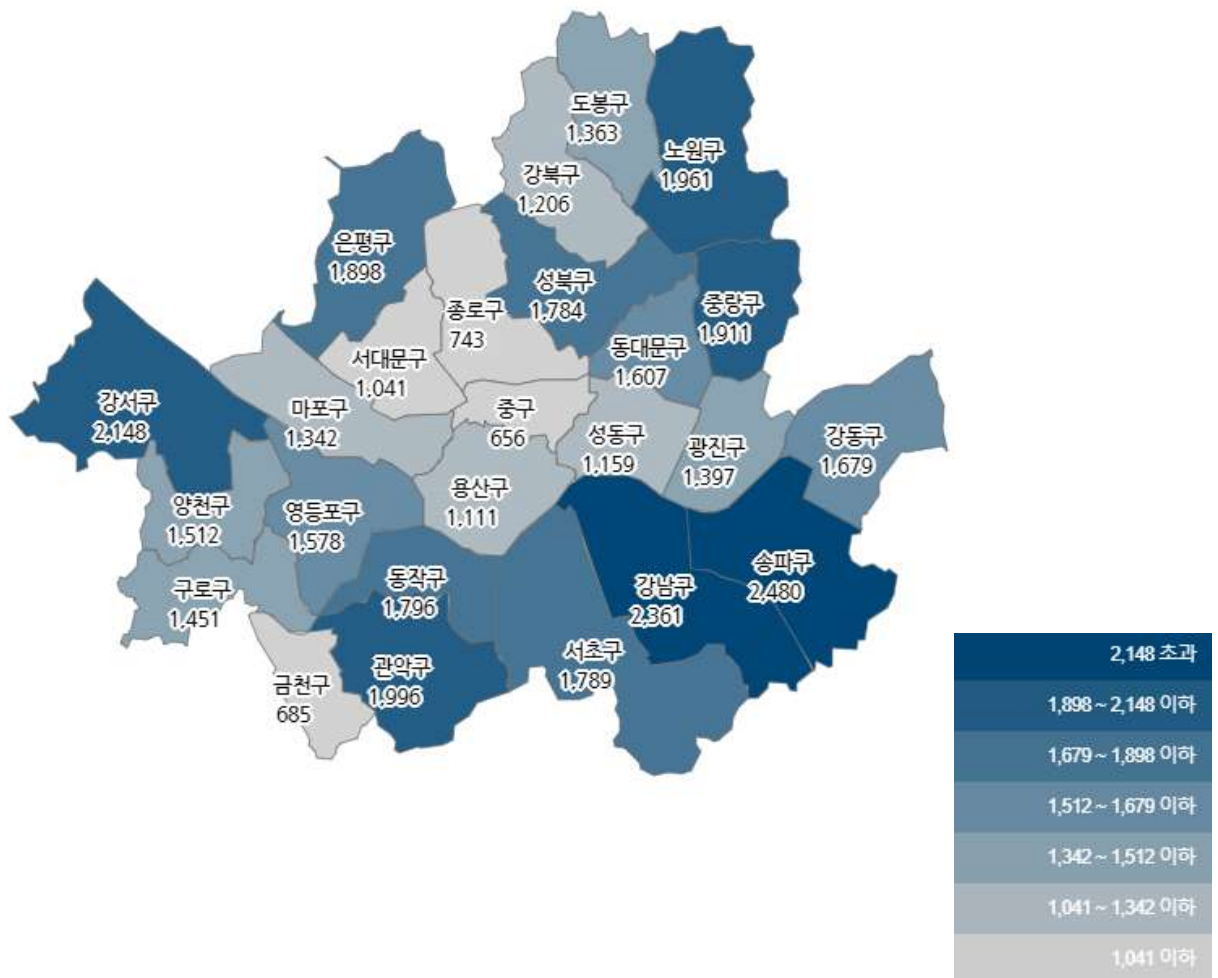 도봉구
1,363
노원구
1,961
강북구
1,206
은평구
1,898
성북구
1,784
중랑구
1,911
종로구
743
동대문구
1,607
서대문구
1,041
강서구
2,148
마포구
1,342
중구
656
성동구
1,159
광진구
1,397
강동구
1,679
양천구
1,512
영등포구
1,578
용산구
1,111
구로구
1,451
동작구
1,796
강남구
2,361
송파구
2,480
서초구
1,789
관악구
1,996
금천구
685
2,148 초과
1,898 ~ 2,148 이하
1,679 ~ 1,898 이하
1,512 ~ 1,679 이하
1,342 ~ 1,512 이하
1,041 ~ 1,342 이하
1,041 이하